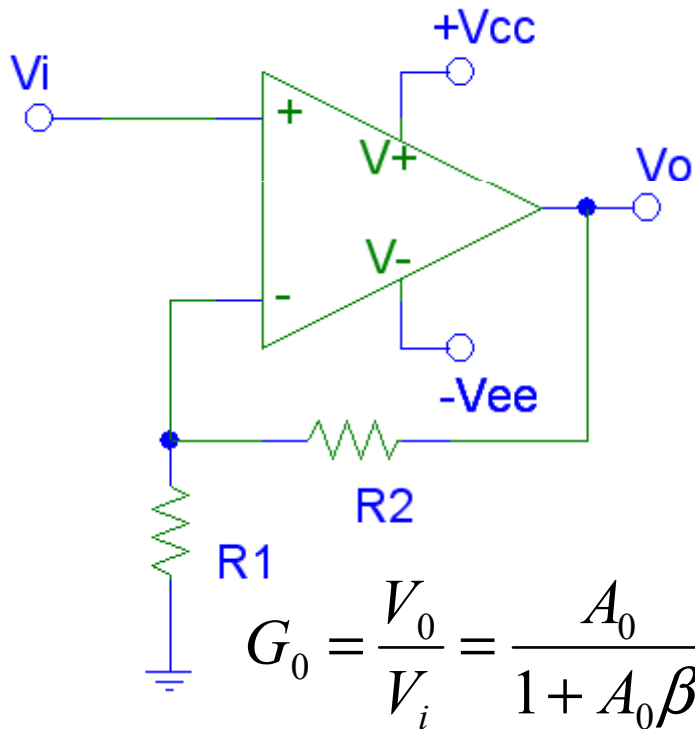 +Vcc
Vi
+
V+
Vo
V-
-
-Vee
R2
R1
G₀ = V₀/Vᵢ = A₀/(1 + A₀β